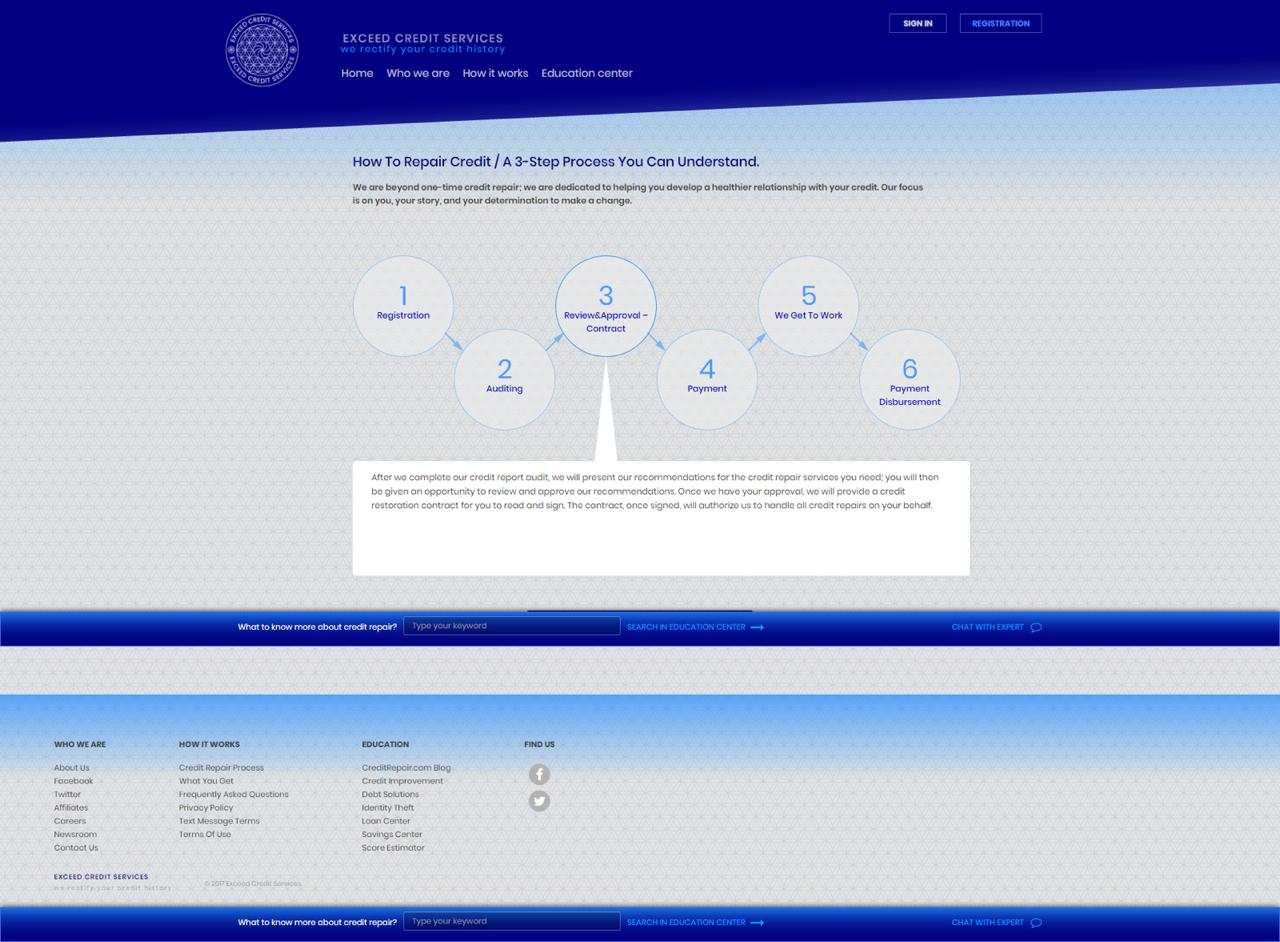 EXCEED CREDIT SERVICES
EXCEED CREDIT SERVICES
EXCEED CREDIT SERVICES
we rectify your credit history
SIGN IN
REGISTRATION
Home
Who we are
How it works
Education center
How To Repair Credit / A 3-Step Process You Can Understand.
We are beyond one-time credit repair; we are dedicated to helping you develop a healthier relationship with your credit. Our focus
is on you, your story, and your determination to make a change.
1
Registration
2
Auditing
3
Review&Approval –
Contract
4
Payment
5
We Get To Work
6
Payment
Disbursement
After we complete our credit report audit, we will present our recommendations for the credit repair services you need; you will then
be given an opportunity to review and approve our recommendations. Once we have your approval, we will provide a credit
restoration contract for you to read and sign. The contract, once signed, will authorize us to handle all credit repairs on your behalf.
What to know more about credit repair?
Type your keyword
SEARCH IN EDUCATION CENTER
CHAT WITH EXPERT
WHO WE ARE
About Us
Facebook
Twitter
Affiliates
Careers
Newsroom
Contact Us
HOW IT WORKS
Credit Repair Process
What You Get
Frequently Asked Questions
Privacy Policy
Text Message Terms
Terms Of Use
EDUCATION
CreditRepair.com Blog
Credit Improvement
Debt Solutions
Identity Theft
Loan Center
Savings Center
Score Estimator
FIND US
EXCEED CREDIT SERVICES
we rectify your credit history
© 2017 Exceed Credit Services.
What to know more about credit repair?
Type your keyword
SEARCH IN EDUCATION CENTER
CHAT WITH EXPERT